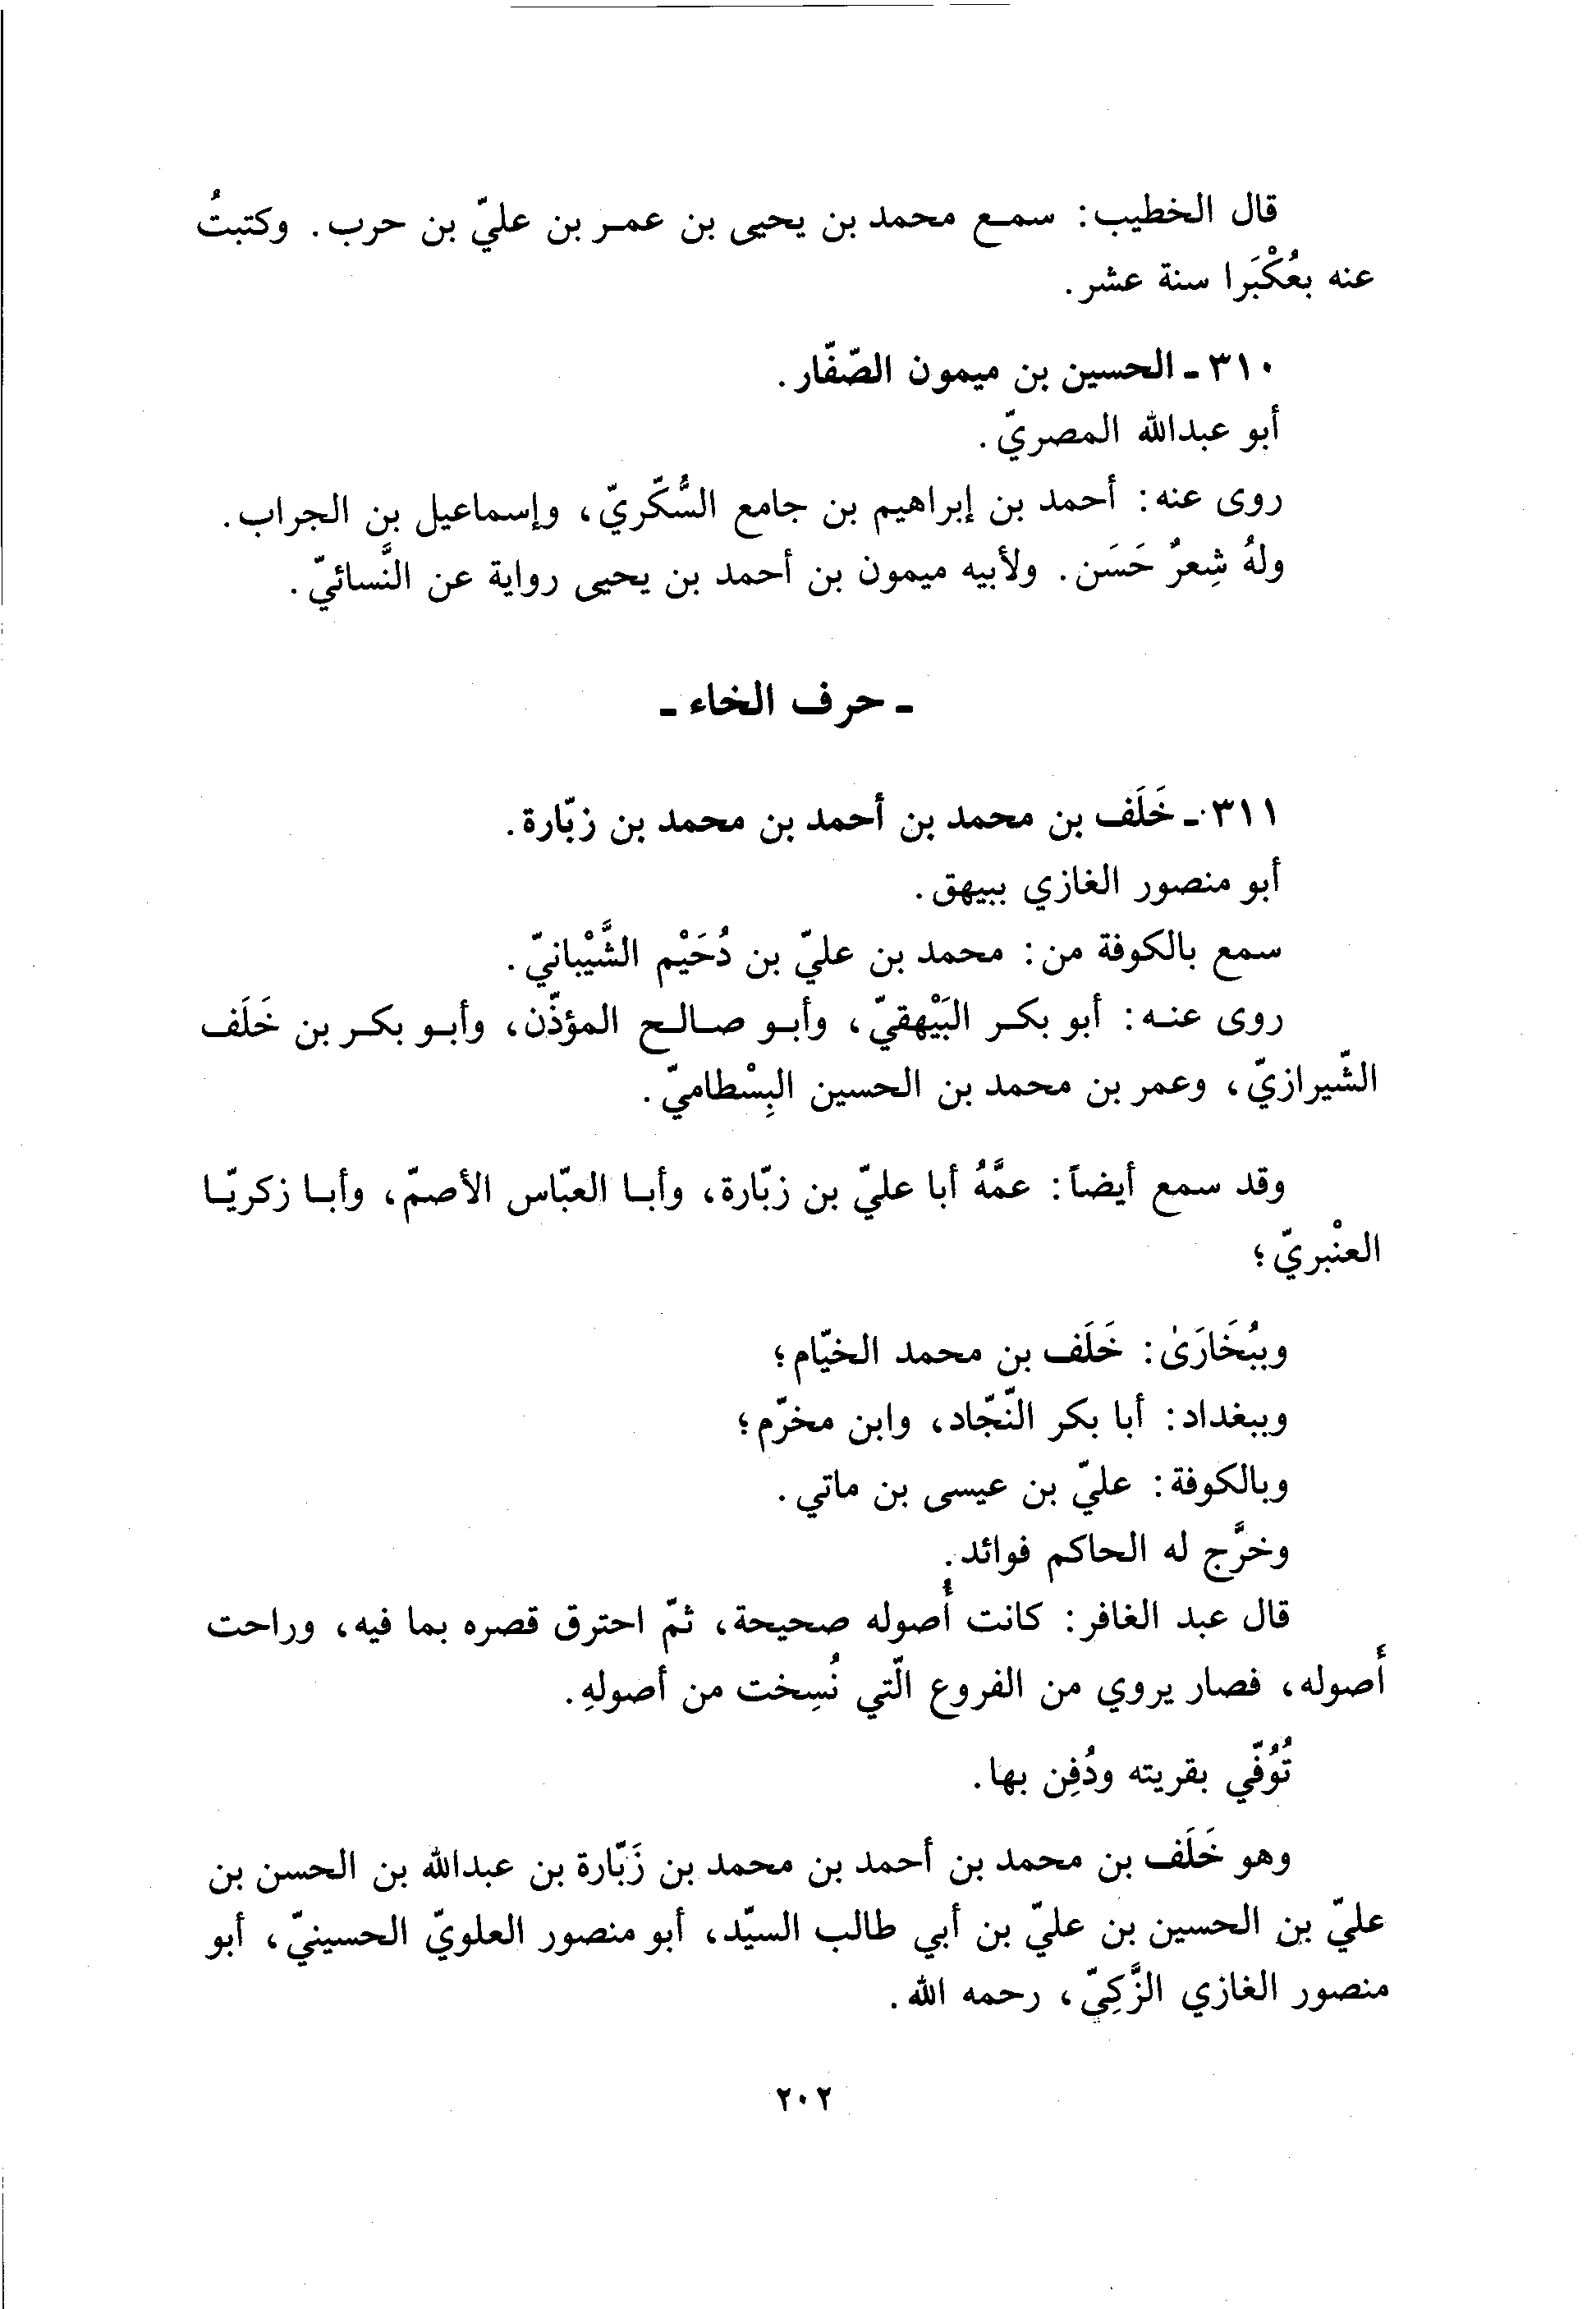 قال الخطيب: سمع محمد بن يحيى بن عمر بن عليّ بن حرب. وكتبتُ
عنه بعُكْبَرا سنة عشر.
٣١٠ - الحسين بن ميمون الصّفّار.
أبو عبدالله المصريّ.
روى عنه: أحمد بن إبراهيم بن جامع السُّكّريّ، وإسماعيل بن الجراب.
ولهُ شِعرٌ حَسَن. ولأبيه ميمون بن أحمد بن يحيى رواية عن النَّسائيّ.
- حرف الخاء -
٣١١ - خَلَف بن محمد بن أحمد بن محمد بن زبّارة.
أبو منصور الغازي ببيهق.
سمع بالكوفة من: محمد بن عليّ بن دُحَيْم الشَّيْبانيّ.
روى عنه: أبو بكر البَيْهقيّ، وأبو صالح المؤذّن، وأبو بكر بن خَلَف
الشّيرازيّ، وعمر بن محمد بن الحسين البِسْطاميّ.
وقد سمع أيضاً: عمَّهُ أبا عليّ بن زبّارة، وأبا العبّاس الأصمّ، وأبا زكريّا
العنْبريّ؛
وببُخَارَىٰ: خَلَف بن محمد الخيّام؛
وببغداد: أبا بكر النّجّاد، وابن مخرّم؛
وبالكوفة: عليّ بن عيسى بن ماتي.
وخرَّج له الحاكم فوائد.
قال عبد الغافر: كانت أُصوله صحيحة، ثمّ احترق قصره بما فيه، وراحت
أُصوله، فصار يروي من الفروع الّتي نُسِخت من أصولهِ.
تُوُفّي بقريته ودُفِن بها.
وهو خَلَف بن محمد بن أحمد بن محمد بن زَبّارة بن عبدالله بن الحسن بن
عليّ بن الحسين بن عليّ بن أبي طالب السيّد، أبو منصور العلويّ الحسينيّ، أبو
منصور الغازي الزَّكِيّ، رحمه الله.
٢٠٢